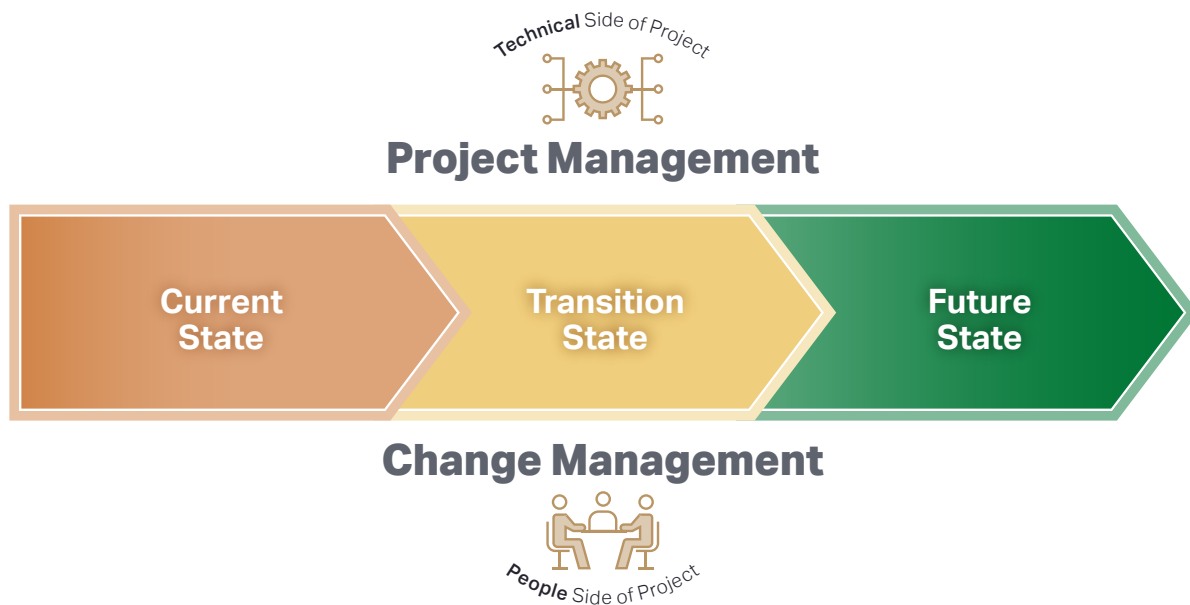 Technical Side of Project
Project Management
Current
State
Transition
State
Future
State
Change Management
People Side of Project